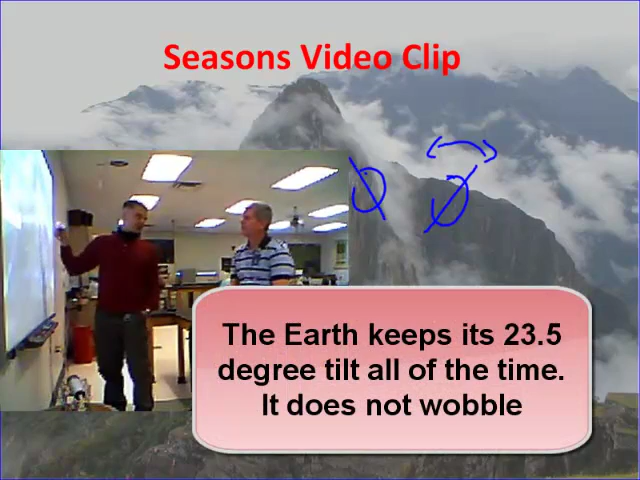 Seasons Video Clip
The Earth keeps its 23.5
degree tilt all of the time.
It does not wobble